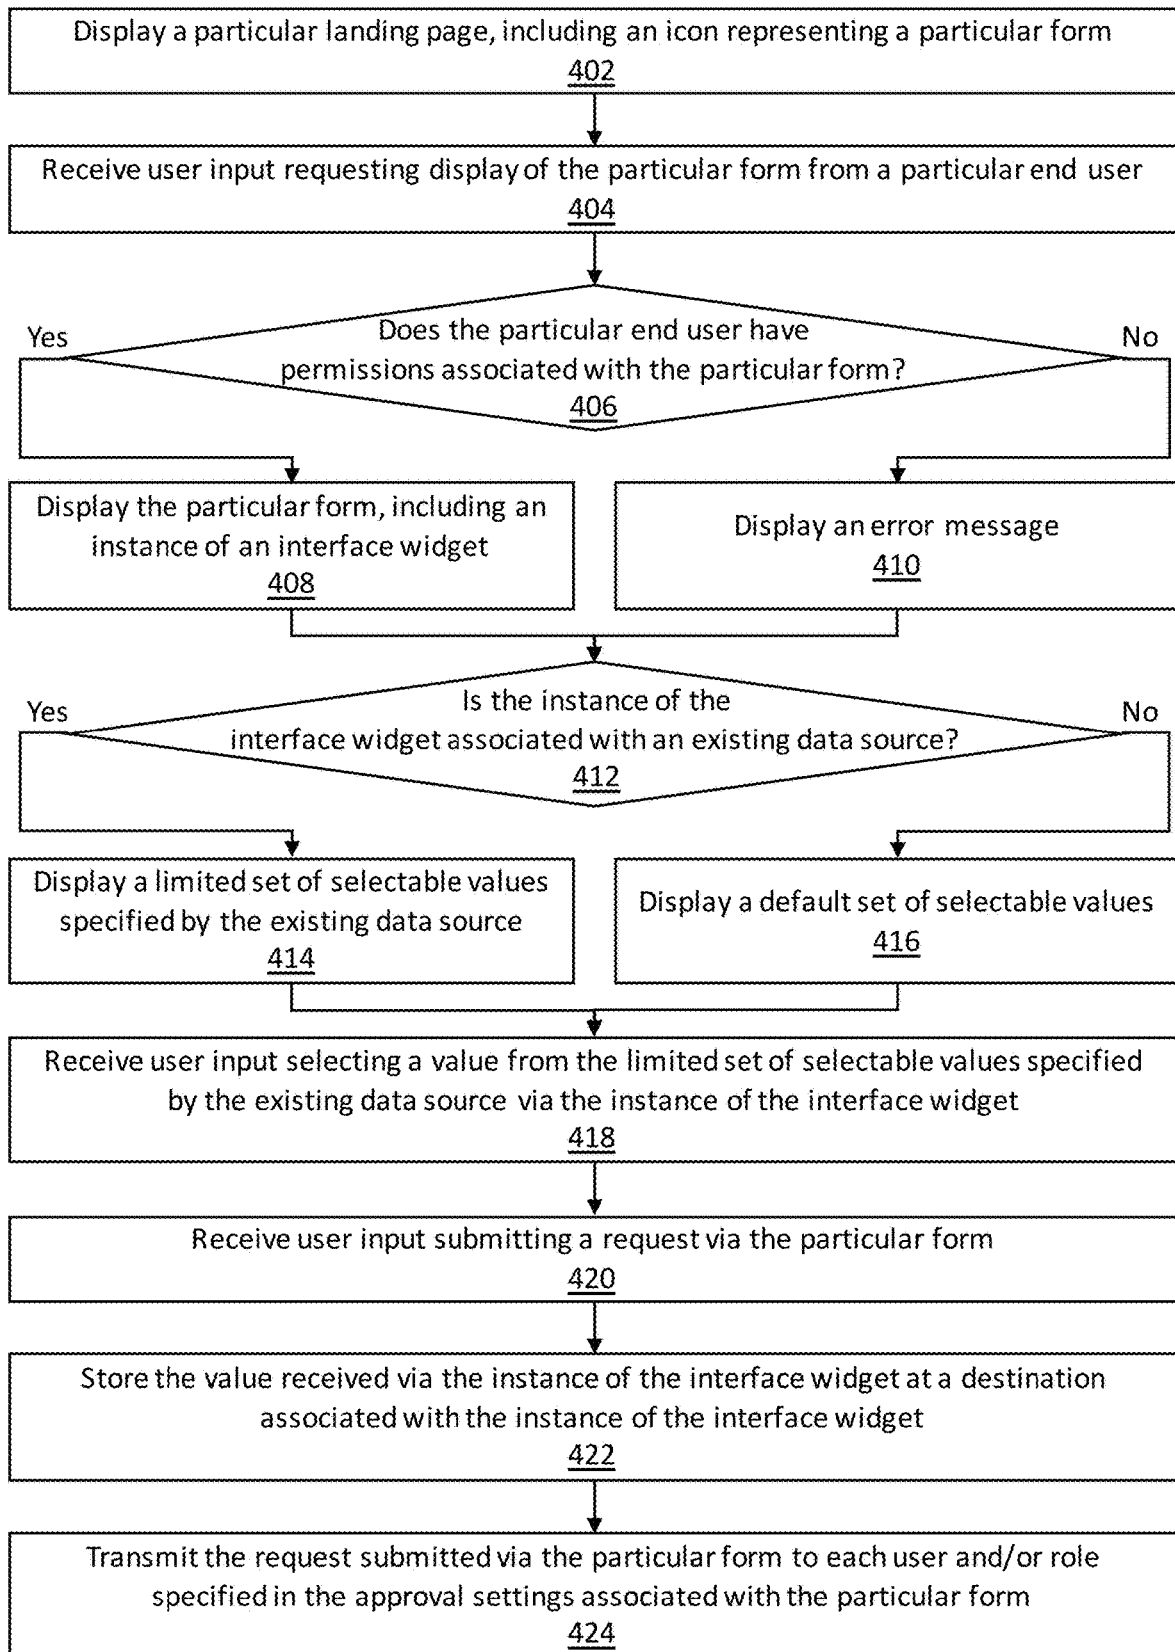 Display a particular landing page, including an icon representing a particular form
402
Receive user input requesting display of the particular form from a particular end user
404
Yes
Does the particular end user have
No
permissions associated with the particular form?
406
Display the particular form, including an
instance of an interface widget
408
Display an error message
410
Yes
Is the instance of the
No
interface widget associated with an existing data source?
412
Display a limited set of selectable values
specified by the existing data source
414
Display a default set of selectable values
416
Receive user input selecting a value from the limited set of selectable values specified
by the existing data source via the instance of the interface widget
418
Receive user input submitting a request via the particular form
420
Store the value received via the instance of the interface widget at a destination
associated with the instance of the interface widget
422
Transmit the request submitted via the particular form to each user and/or role
specified in the approval settings associated with the particular form
424